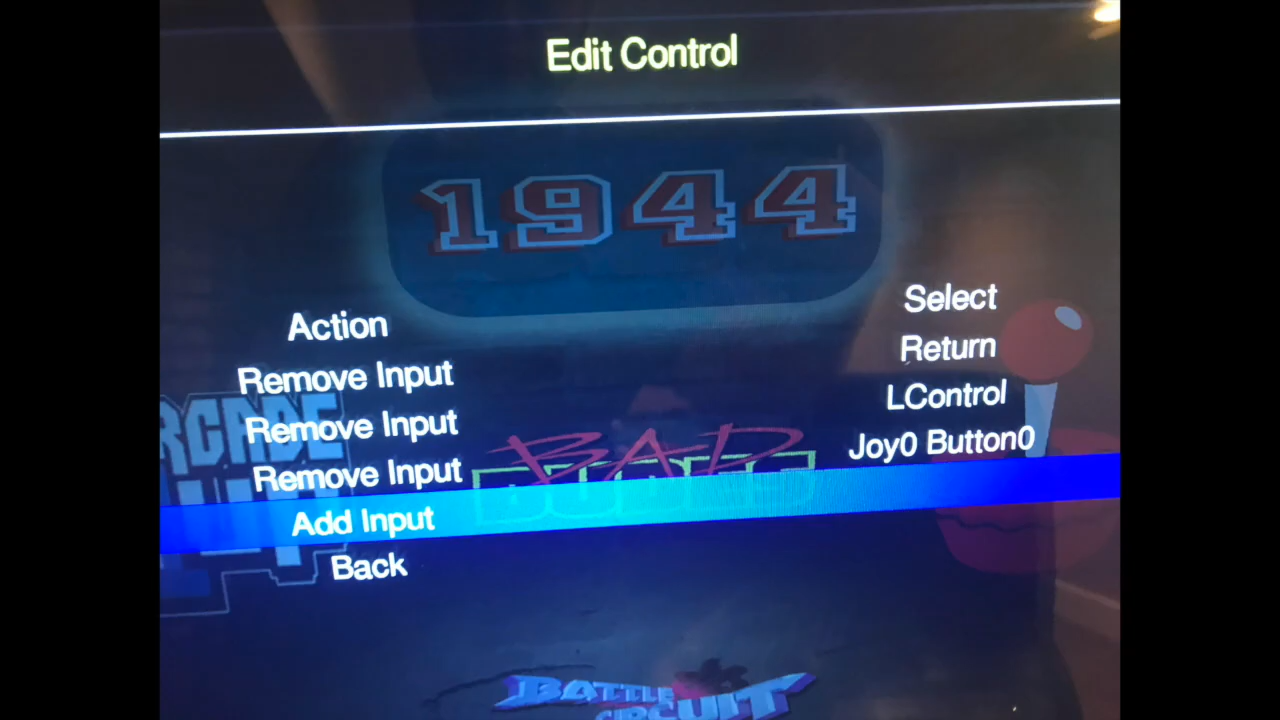 Edit Control
1944
Action Select
Remove Input Return
Remove Input LControl
Remove Input Joy0 Button0
Add Input
Back
ARCADE
BAD
DUDES
BATTLE
CIRCUIT